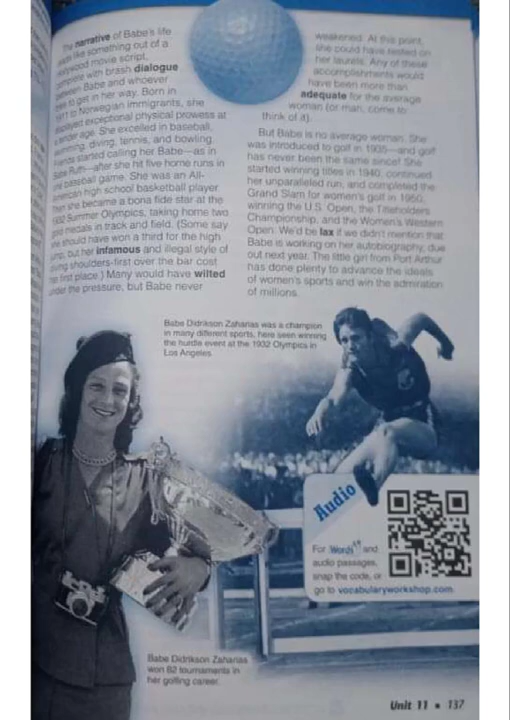 The narrative of Babe's life
reads like something out of a
Hollywood movie script,
complete with brash dialogue
between Babe and whoever
tries to get in her way. Born in
1911 to Norwegian immigrants, she
displayed exceptional physical prowess at
a tender age. She excelled in baseball,
swimming, diving, tennis, and bowling.
Friends started calling her Babe—as in
Babe Ruth—after she hit five home runs in
one baseball game. She was an All-
American high school basketball player.
Then she became a bona fide star at the
1932 Summer Olympics, taking home two
gold medals in track and field. (Some say
she should have won a third for the high
jump, but her infamous and illegal style of
diving shoulders-first over the bar cost
her first place.) Many would have wilted
under the pressure, but Babe never
weakened. At this point,
she could have rested on
her laurels. Any of these
accomplishments would
have been more than
adequate for the average
woman (or man, come to
think of it).
But Babe is no average woman. She
was introduced to golf in 1935—and golf
has never been the same since! She
started winning titles in 1940, continued
her unparalleled run, and completed the
Grand Slam for women's golf in 1950,
winning the U.S. Open, the Titleholders
Championship, and the Women's Western
Open. We'd be lax if we didn't mention that
Babe is working on her autobiography, due
out next year. The little girl from Port Arthur
has done plenty to advance the ideals
of women's sports and win the admiration
of millions.
Babe Didrikson Zaharias was a champion
in many different sports, here seen winning
the hurdle event at the 1932 Olympics in
Los Angeles.
Audio
For iWords and
audio passages,
snap the code, or
go to vocabularyworkshop.com.
Babe Didrikson Zaharias
won 82 tournaments in
her golfing career.
Unit 11 ■ 137